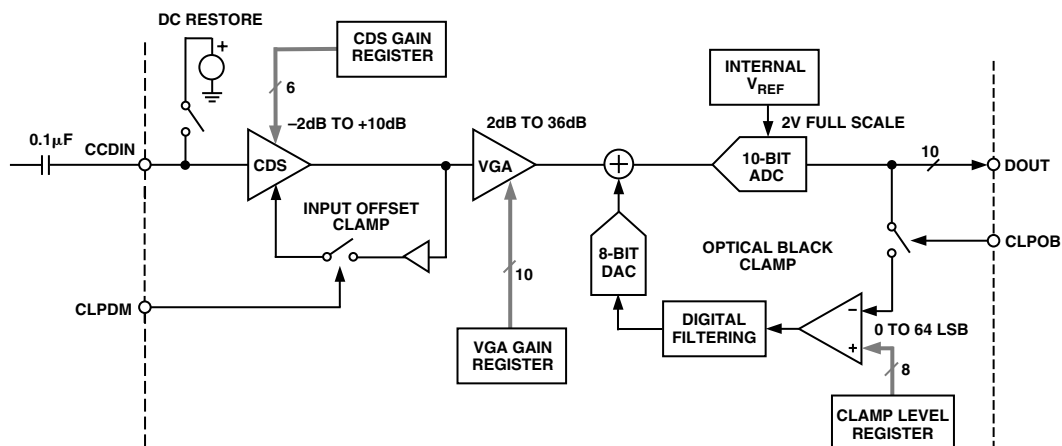 DC RESTORE
+
CDS GAIN
REGISTER
INTERNAL
VREF
6
–2dB TO +10dB
2dB TO 36dB
2V FULL SCALE
0.1µF
CCDIN
CDS
VGA
+
10-BIT
ADC
10
DOUT
INPUT OFFSET
CLAMP
8-BIT
DAC
OPTICAL BLACK
CLAMP
CLPOB
10
CLPDM
VGA GAIN
REGISTER
DIGITAL
FILTERING
–
+
0 TO 64 LSB
8
CLAMP LEVEL
REGISTER